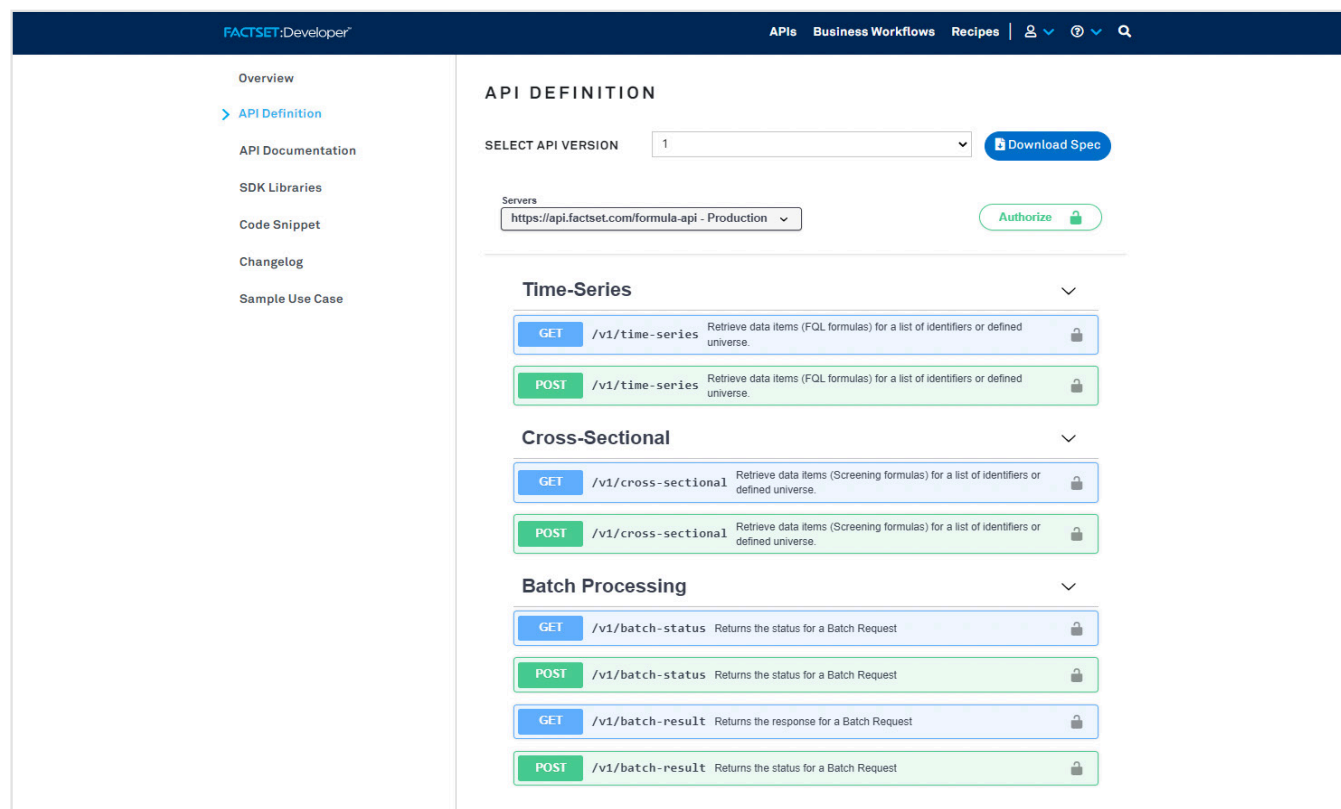 FACTSET:Developer
APIs Business Workflows Recipes
Overview
API Definition
API Documentation
SDK Libraries
Code Snippet
Changelog
Sample Use Case
API DEFINITION
SELECT API VERSION 1 Download Spec
Servers
https://api.factset.com/formula-api - Production
Authorize
Time-Series
GET /v1/time-series Retrieve data items (FQL formulas) for a list of identifiers or defined
universe.
POST /v1/time-series Retrieve data items (FQL formulas) for a list of identifiers or defined
universe.
Cross-Sectional
GET /v1/cross-sectional Retrieve data items (Screening formulas) for a list of identifiers or
defined universe.
POST /v1/cross-sectional Retrieve data items (Screening formulas) for a list of identifiers or
defined universe.
Batch Processing
GET /v1/batch-status Returns the status for a Batch Request
POST /v1/batch-status Returns the status for a Batch Request
GET /v1/batch-result Returns the response for a Batch Request
POST /v1/batch-result Returns the status for a Batch Request